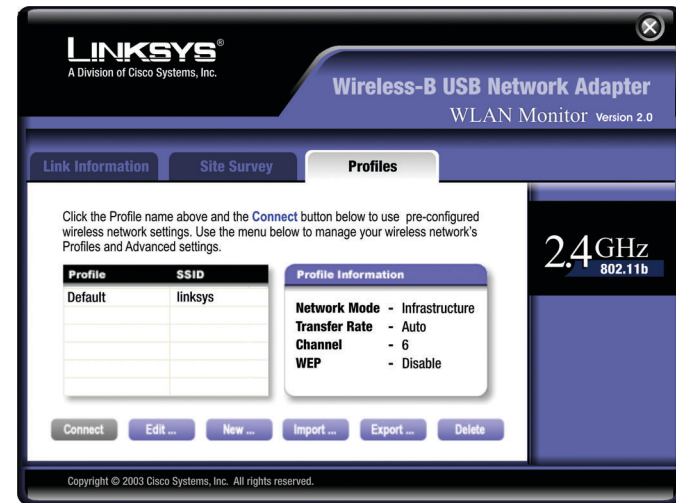 LINKSYS®
A Division of Cisco Systems, Inc.
Wireless-B USB Network Adapter
WLAN Monitor Version 2.0
Link Information
Site Survey
Profiles
Click the Profile name above and the Connect button below to use pre-configured
wireless network settings. Use the menu below to manage your wireless network's
Profiles and Advanced settings.
2.4GHz
802.11b
Profile SSID
Default linksys
Profile Information
Network Mode - Infrastructure
Transfer Rate - Auto
Channel - 6
WEP - Disable
Connect
Edit ...
New ...
Import ...
Export ...
Delete
Copyright © 2003 Cisco Systems, Inc. All rights reserved.